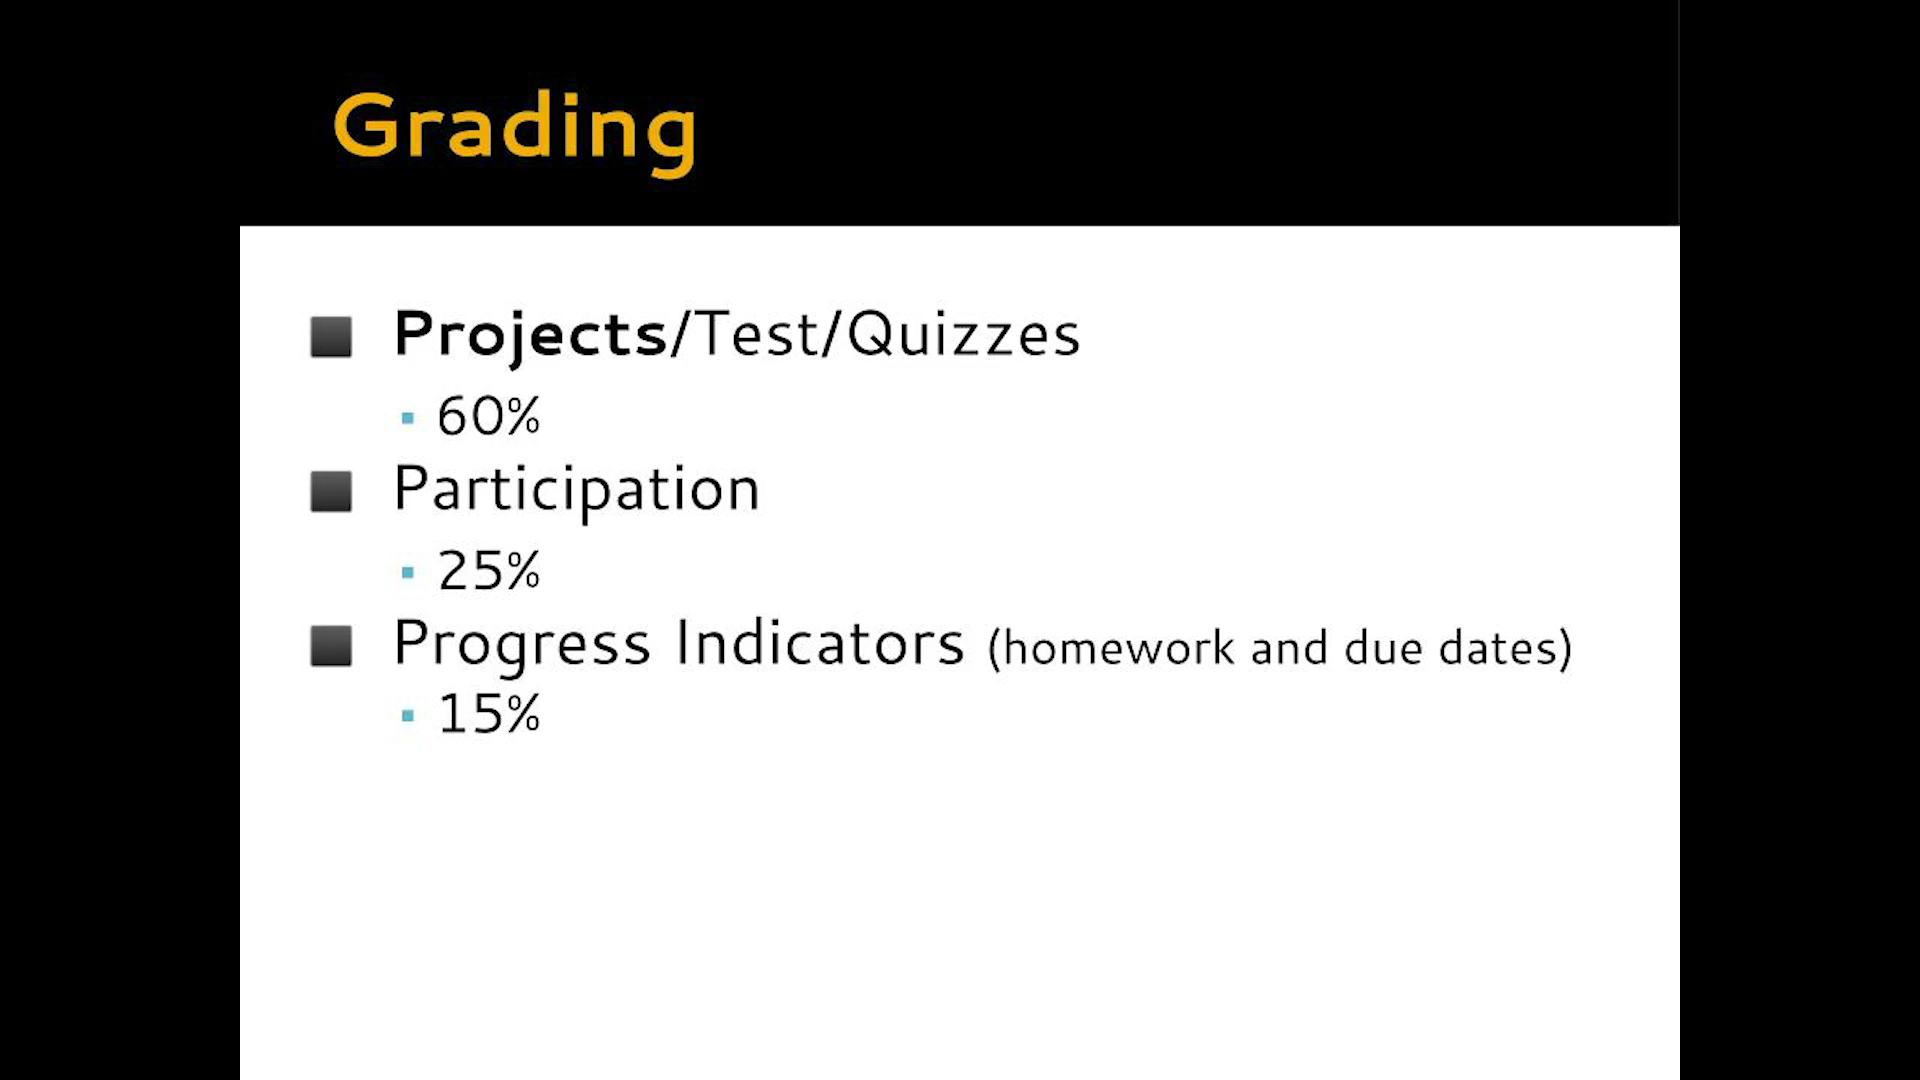 Grading
Projects/Test/Quizzes
60%
Participation
25%
Progress Indicators (homework and due dates)
15%